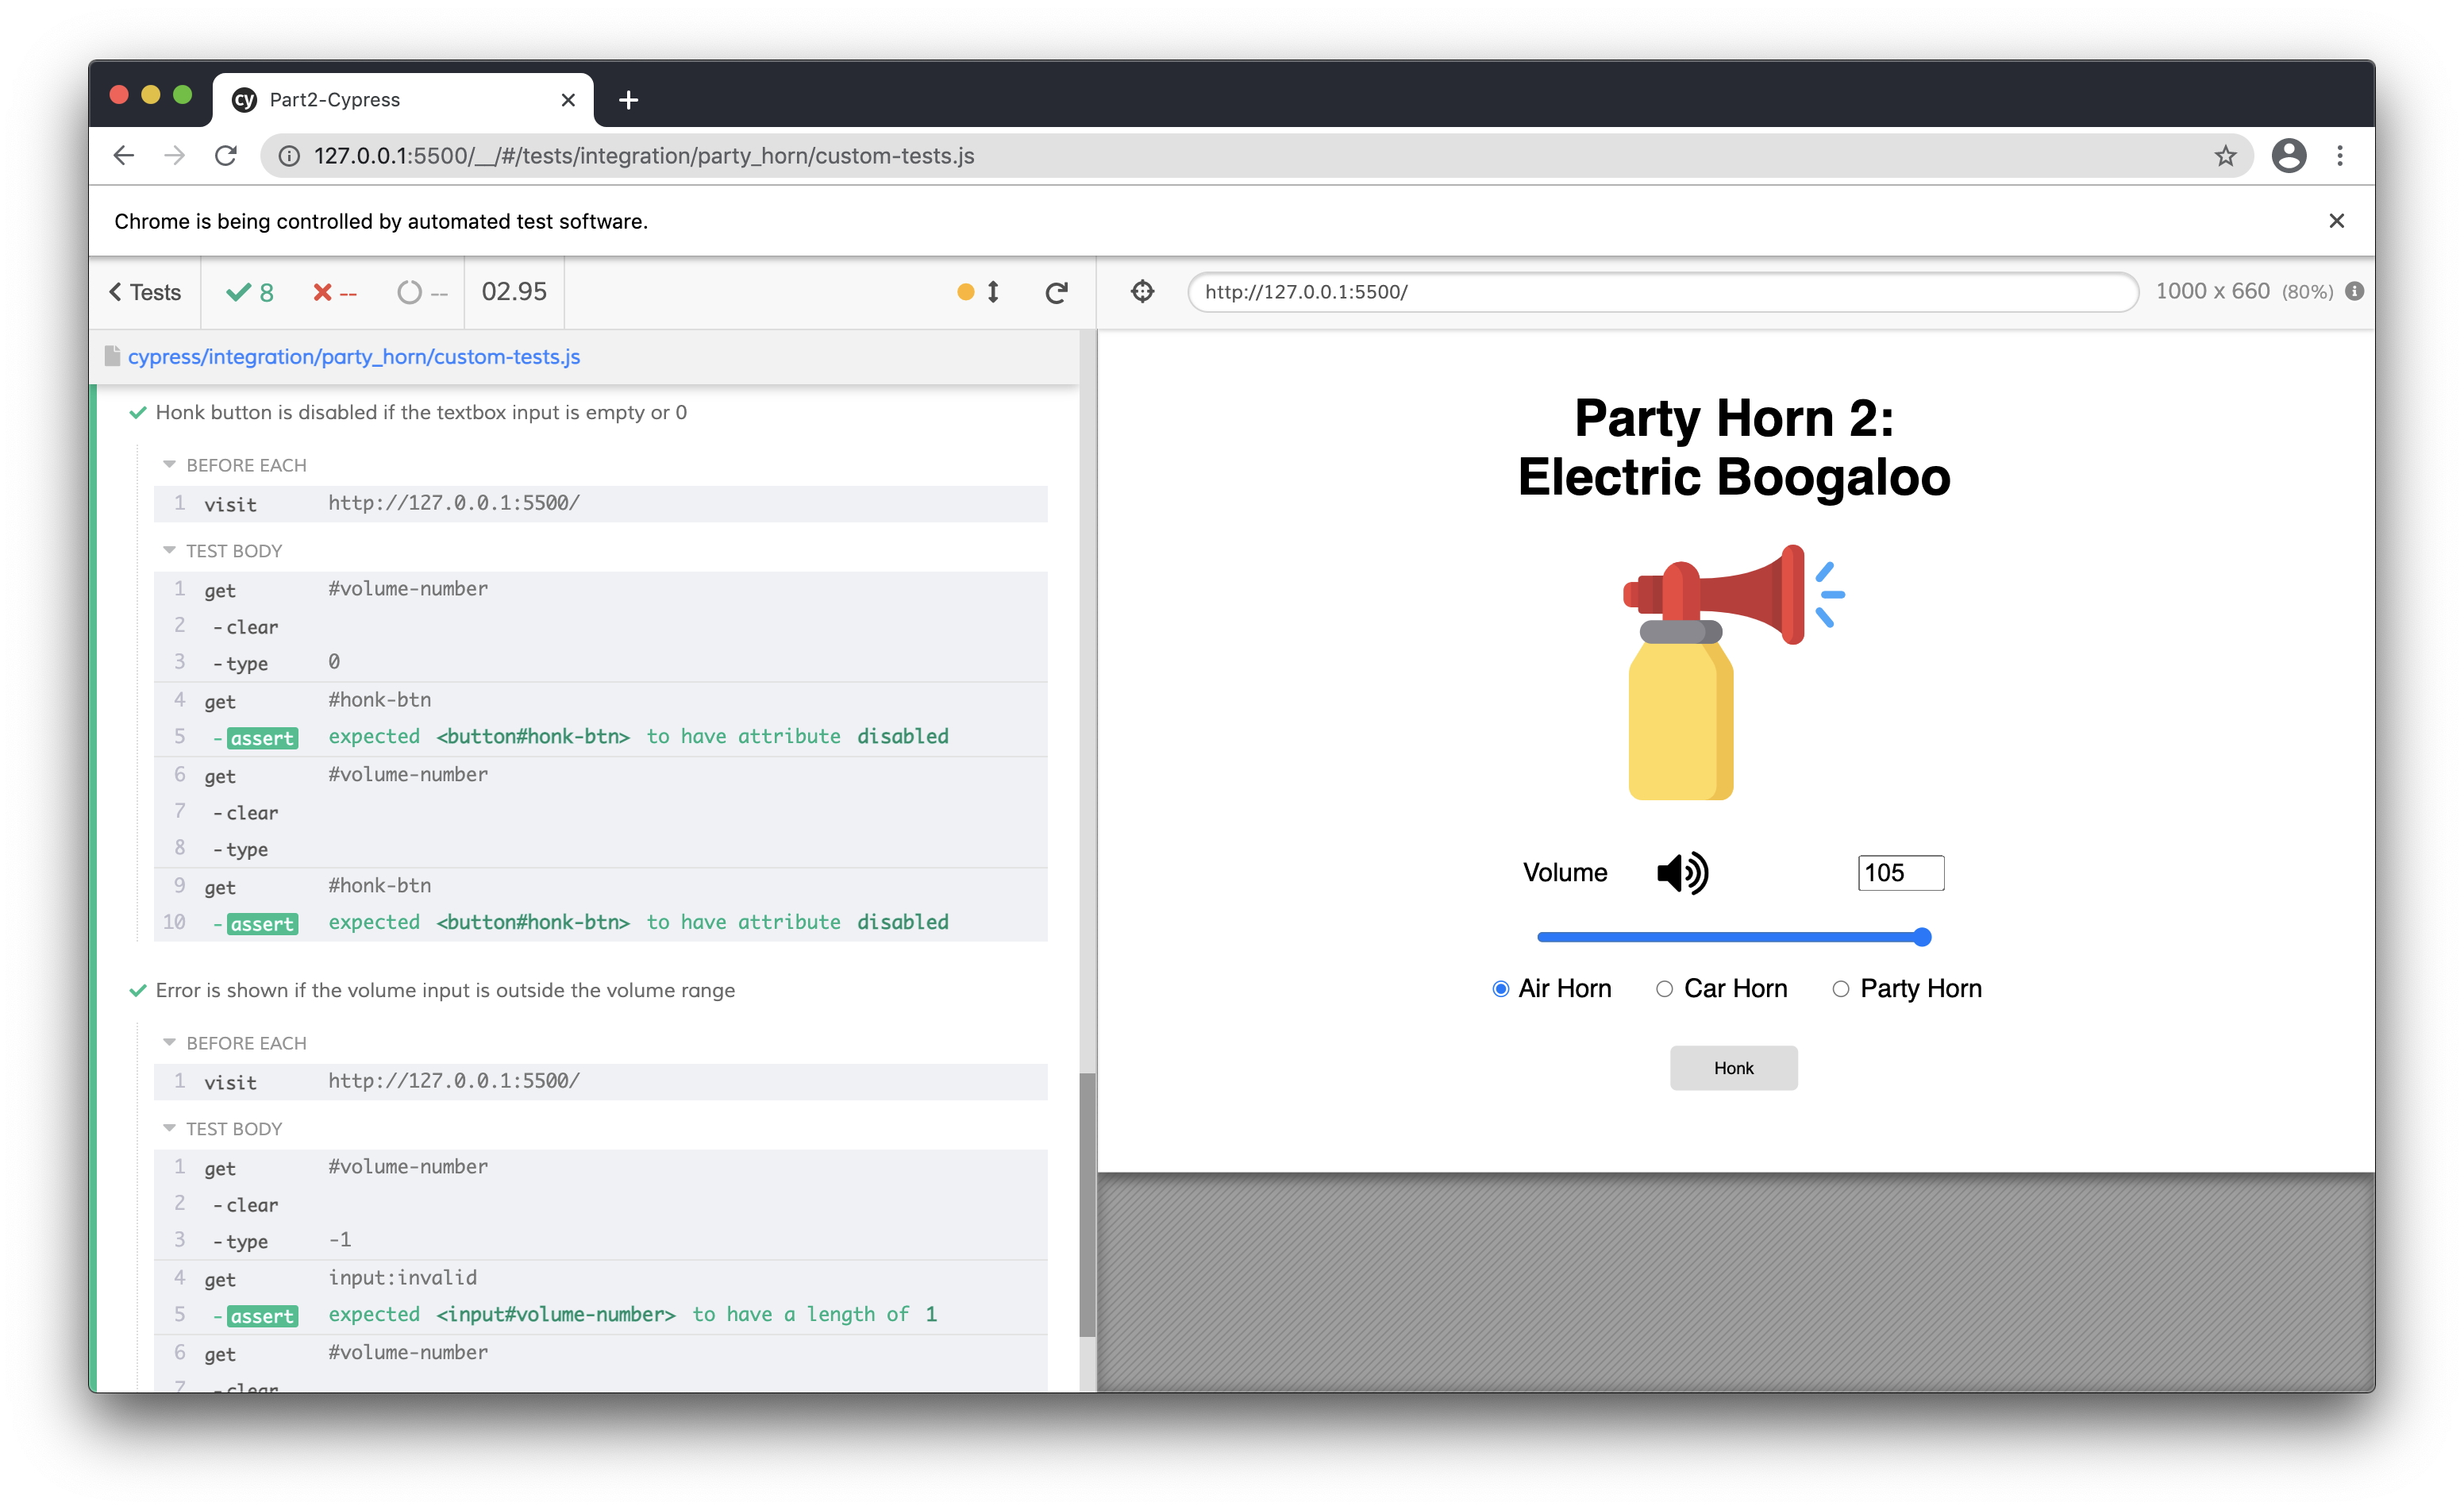 cy Part2-Cypress
127.0.0.1:5500/__/#/tests/integration/party_horn/custom-tests.js
Chrome is being controlled by automated test software.
Tests 8 -- -- 02.95
http://127.0.0.1:5500/ 1000 x 660 (80%)
cypress/integration/party_horn/custom-tests.js
Honk button is disabled if the textbox input is empty or 0
BEFORE EACH
1 visit http://127.0.0.1:5500/
TEST BODY
1 get #volume-number
2 -clear
3 -type 0
4 get #honk-btn
5 -assert expected <button#honk-btn> to have attribute disabled
6 get #volume-number
7 -clear
8 -type
9 get #honk-btn
10 -assert expected <button#honk-btn> to have attribute disabled
Error is shown if the volume input is outside the volume range
BEFORE EACH
1 visit http://127.0.0.1:5500/
TEST BODY
1 get #volume-number
2 -clear
3 -type -1
4 get input:invalid
5 -assert expected <input#volume-number> to have a length of 1
6 get #volume-number
7 -clear
Party Horn 2:
Electric Boogaloo
Volume 105
Air Horn Car Horn Party Horn
Honk